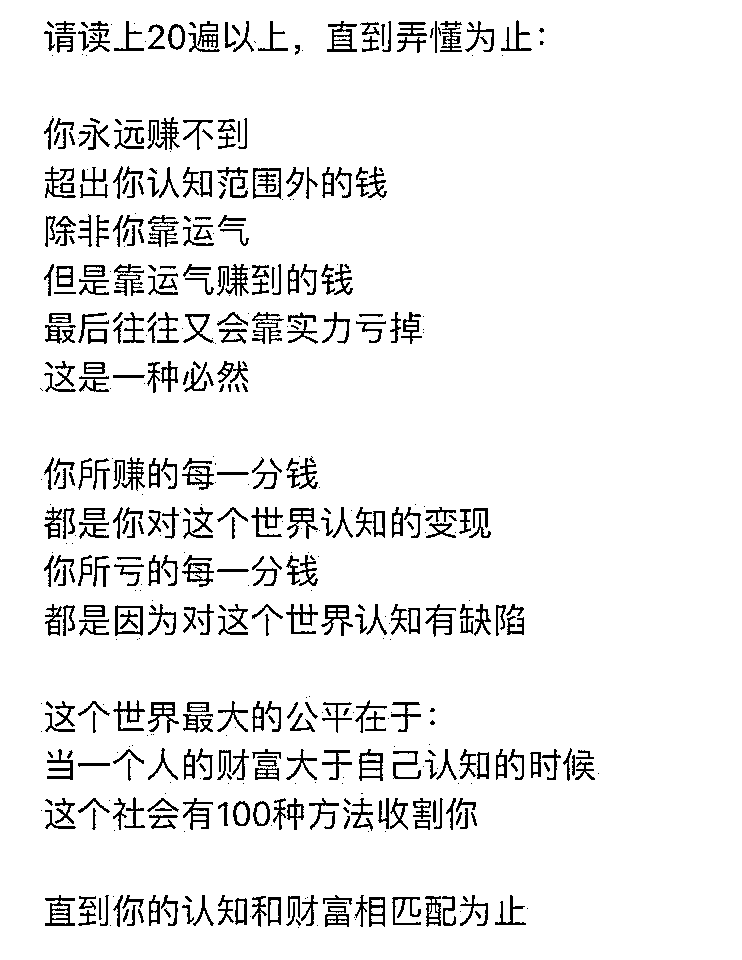 请读上20遍以上，直到弄懂为止：
你永远赚不到
超出你认知范围外的钱
除非你靠运气
但是靠运气赚到的钱
最后往往又会靠实力亏掉
这是一种必然
你所赚的每一分钱
都是你对这个世界认知的变现
你所亏的每一分钱
都是因为对这个世界认知有缺陷
这个世界最大的公平在于：
当一个人的财富大于自己认知的时候
这个社会有100种方法收割你
直到你的认知和财富相匹配为止